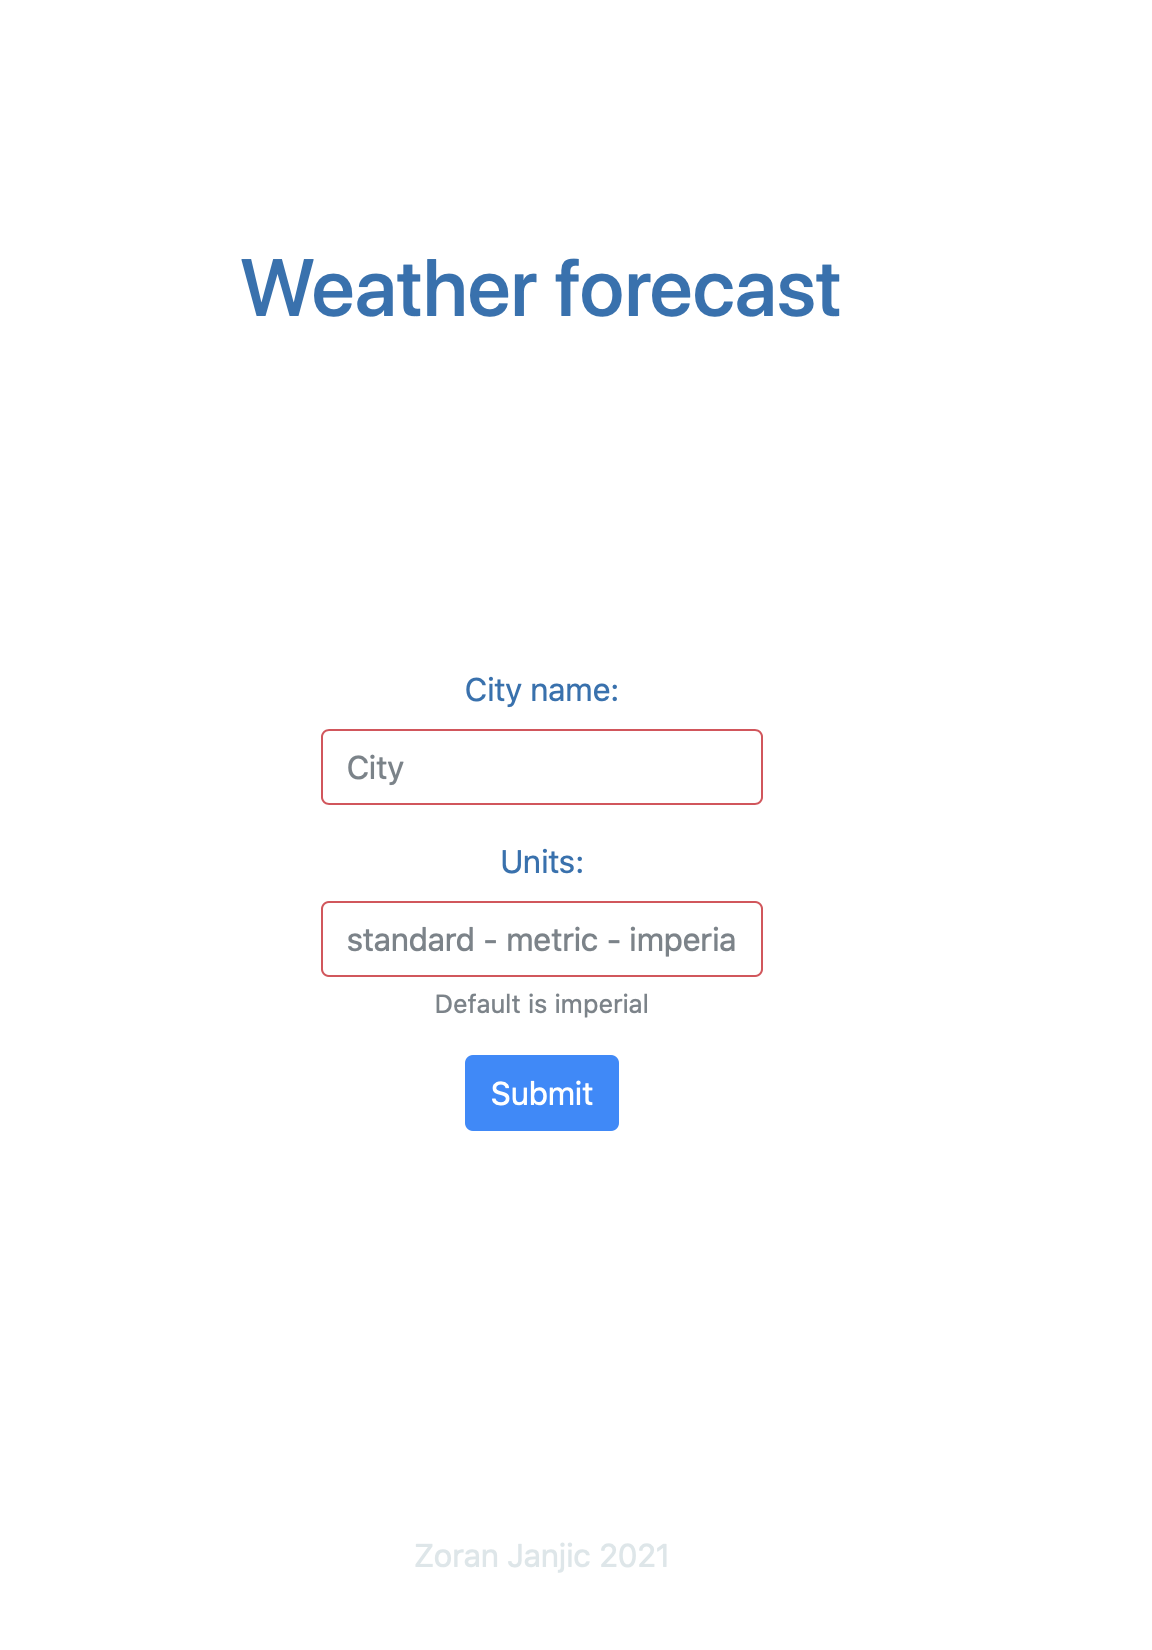 Weather forecast
City name:
City
Units:
standard - metric - imperia
Default is imperial
Submit
Zoran Janjic 2021